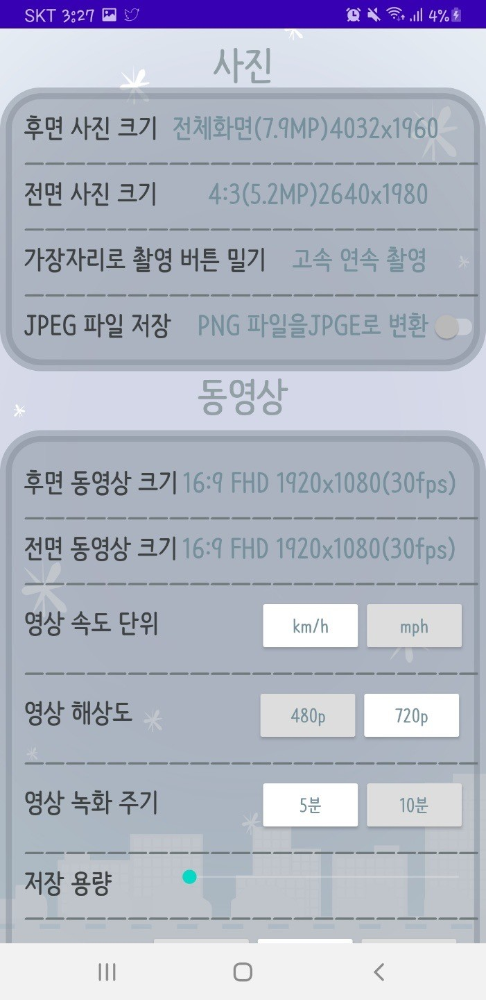 SKT 3:27 4%
사진
후면 사진 크기 전체화면(7.9MP)4032x1960
전면 사진 크기 4:3(5.2MP)2640x1980
가장자리로 촬영 버튼 밀기 고속 연속 촬영
JPEG 파일 저장 PNG 파일을JPGE로 변환
동영상
후면 동영상 크기 16:9 FHD 1920x1080(30fps)
전면 동영상 크기 16:9 FHD 1920x1080(30fps)
영상 속도 단위 km/h mph
영상 해상도 480p 720p
영상 녹화 주기 5분 10분
저장 용량